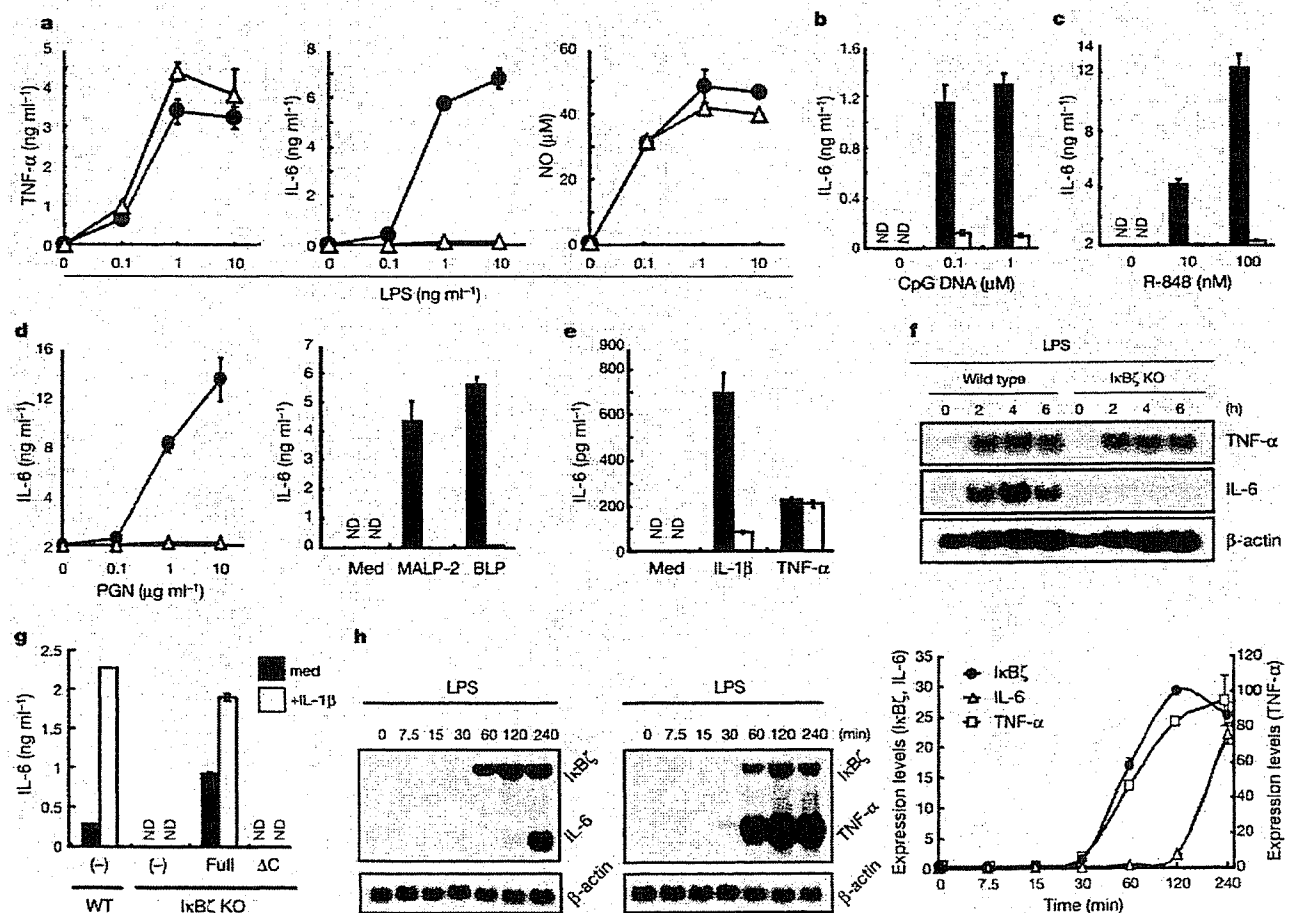 a
TNF-α (ng ml⁻¹)
5
4
3
2
1
0
0 0.1 1 10
IL-6 (ng ml⁻¹)
8
7
6
5
4
3
2
1
0
0 0.1 1 10
NO (μM)
60
40
20
0
0 0.1 1 10
LPS (ng ml⁻¹)
b
IL-6 (ng ml⁻¹)
1.6
1.2
0.8
0.4
0
ND ND
0 0.1 1
CpG DNA (μM)
c
IL-6 (ng ml⁻¹)
14
12
8
4
2
ND ND
0 10 100
R-848 (nM)
d
IL-6 (ng ml⁻¹)
16
12
8
4
2
0 0.1 1 10
PGN (μg ml⁻¹)
IL-6 (ng ml⁻¹)
7
6
5
4
3
2
1
0
ND ND
Med MALP-2 BLP
e
IL-6 (pg ml⁻¹)
900
800
600
400
200
0
ND ND
Med IL-1β TNF-α
f
LPS
Wild type IκBζ KO
0 2 4 6 0 2 4 6 (h)
TNF-α
IL-6
β-actin
g
IL-6 (ng ml⁻¹)
2.5
2
1.5
1
0.5
0
med
+IL-1β
ND ND ND ND
(–) (–) Full ΔC
WT IκBζ KO
h
LPS
0 7.5 15 30 60 120 240 (min)
IκBζ
IL-6
β-actin
LPS
0 7.5 15 30 60 120 240
IκBζ
TNF-α
β-actin
Expression levels (IκBζ, IL-6)
35
30
25
20
15
10
5
0
IκBζ
IL-6
TNF-α
120
100
80
60
40
20
0
Expression levels (TNF-α)
0 7.5 15 30 60 120 240
Time (min)